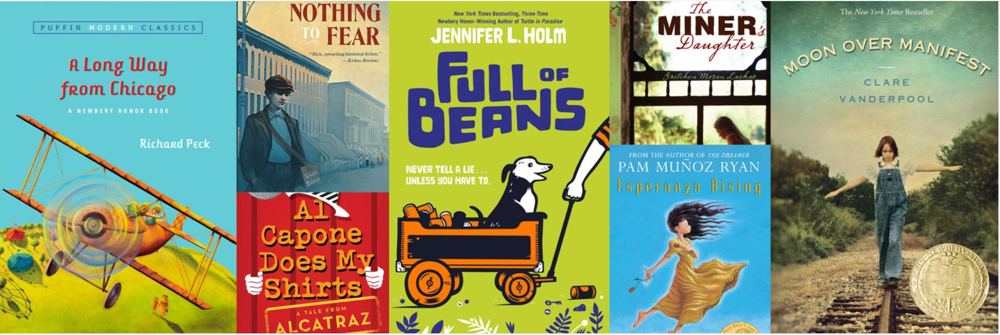 PUFFIN MODERN CLASSICS
A Long Way
from Chicago
A NEWBERY HONOR BOOK
Richard Peck
NOTHING
TO FEAR
"Rich, rewarding historical fiction."
—Kirkus Reviews
Shoe
Shine
Al
Capone
Does My
Shirts
A TALE FROM
ALCATRAZ
New York Times Bestselling, Three-Time
Newbery Honor–Winning Author of Turtle in Paradise
JENNIFER L. HOLM
FULL OF
BEANS
NEVER TELL A LIE . . .
UNLESS YOU HAVE TO.
The
MINER's
Daughter
Gretchen Moran Laskas
FROM THE AUTHOR OF THE DREAMER
PAM MUÑOZ RYAN
Esperanza Rising
The New York Times Bestseller
MOON OVER MANIFEST
CLARE
VANDERPOOL